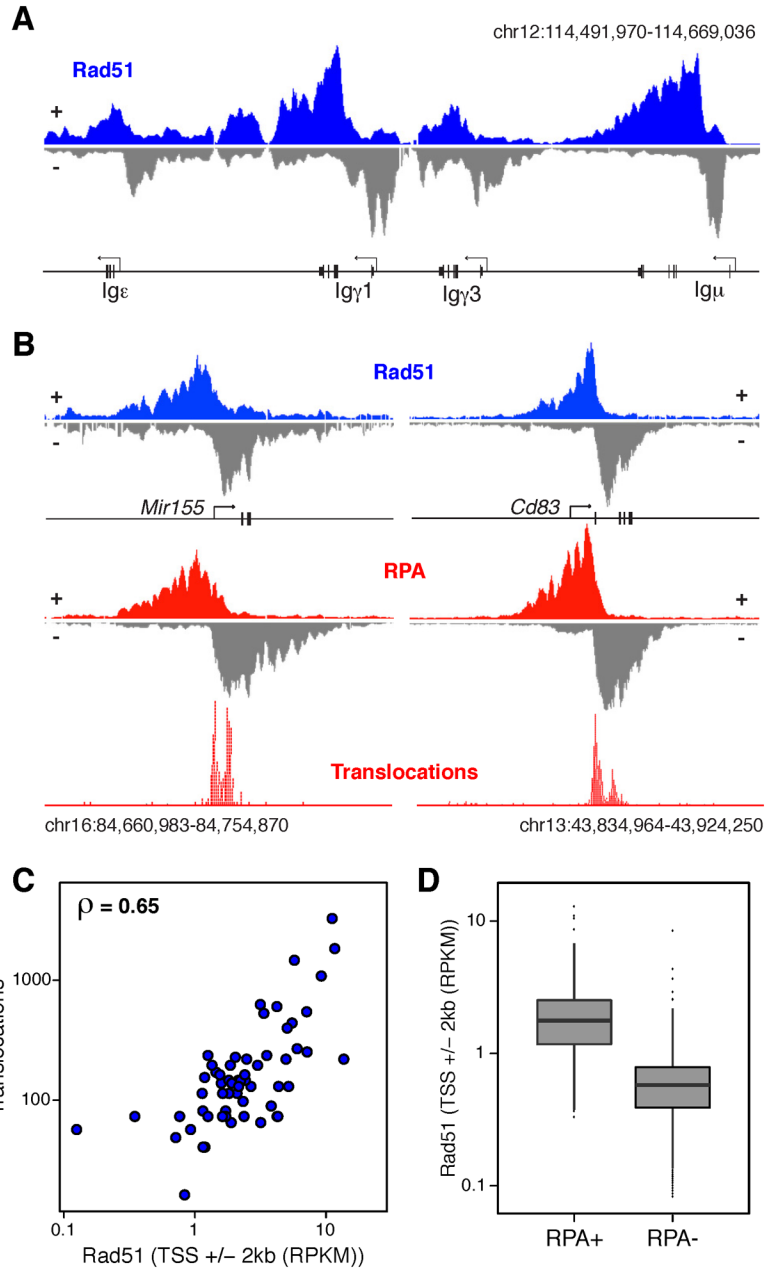 A
chr12:114,491,970-114,669,036
Rad51
+
-
Igε
Igγ1
Igγ3
Igμ
B
Rad51
+
+
-
-
Mir155
Cd83
RPA
+
+
-
-
Translocations
chr16:84,660,983-84,754,870
chr13:43,834,964-43,924,250
C
D
ρ = 0.65
1000
100
0.1
1
10
Rad51 (TSS +/− 2kb (RPKM))
Rad51 (TSS +/− 2kb (RPKM))
10
1
0.1
RPA+
RPA-